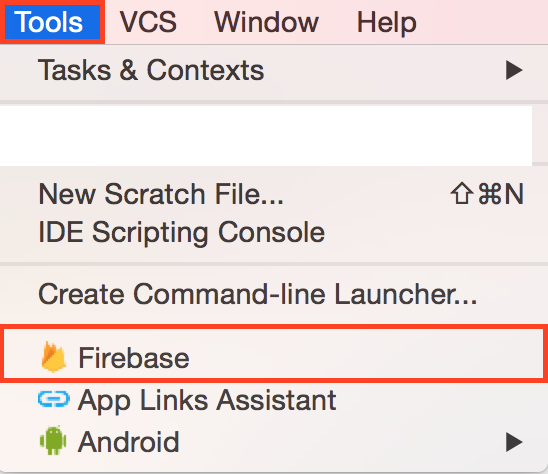 Tools VCS Window Help
Tasks & Contexts ▶
New Scratch File... ⇧⌘N
IDE Scripting Console
Create Command-line Launcher...
Firebase
App Links Assistant
Android ▶